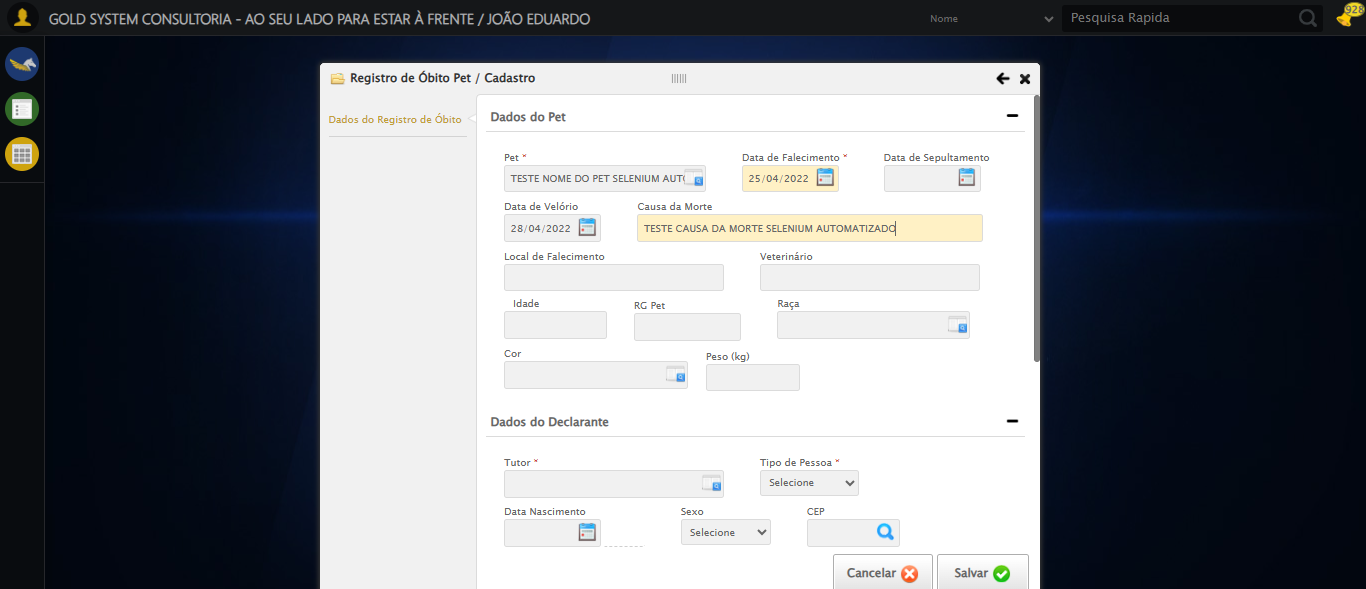 GOLD SYSTEM CONSULTORIA - AO SEU LADO PARA ESTAR À FRENTE / JOÃO EDUARDO
Nome
Pesquisa Rapida
928
Registro de Óbito Pet / Cadastro
Dados do Registro de Óbito
Dados do Pet
Pet * Data de Falecimento * Data de Sepultamento
TESTE NOME DO PET SELENIUM 25/04/2022
Data de Velório Causa da Morte
28/04/2022 TESTE CAUSA DA MORTE SELENIUM AUTOMATIZADO
Local de Falecimento Veterinário
Idade RG Pet Raça
Cor Peso (kg)
Dados do Declarante
Tutor * Tipo de Pessoa *
Selecione
Data Nascimento Sexo CEP
Selecione
Cancelar Salvar